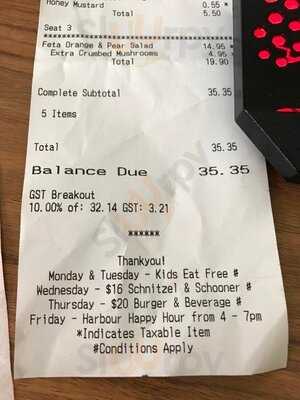 Honey Mustard 0.55 *
Total 5.50
Seat 3
************************************
Feta Orange & Pear Salad 14.95 *
Extra Crumbed Mushrooms 4.95 *
Total 19.90
Complete Subtotal 35.35
5 Items
Total 35.35
Balance Due 35.35
GST Breakout
10.00% of: 32.14 GST: 3.21
******
Thankyou!
Monday & Tuesday - Kids Eat Free #
Wednesday - $16 Schnitzel & Schooner #
Thursday - $20 Burger & Beverage #
Friday - Harbour Happy Hour from 4 - 7pm
*Indicates Taxable Item
#Conditions Apply